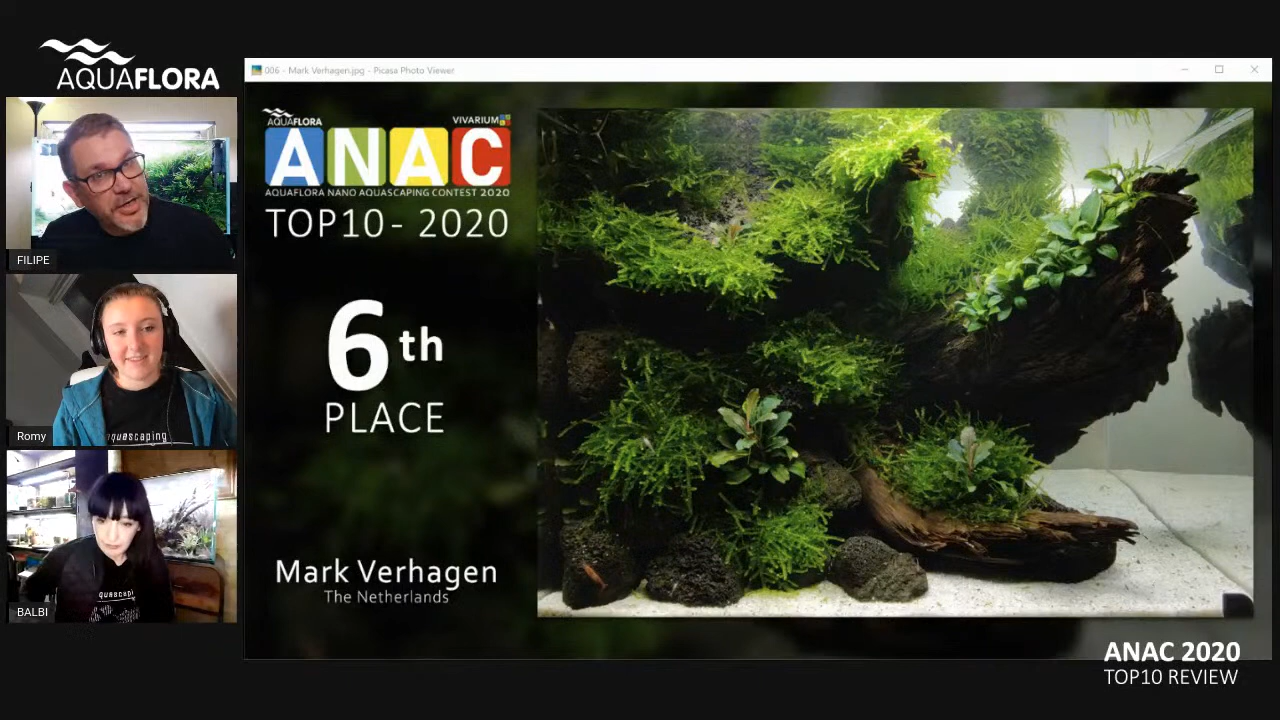 AQUAFLORA
FILIPE
Romy
aquascaping
BALBI
006 - Mark Verhagen.jpg - Picasa Photo Viewer
AQUAFLORA
VIVARIUM
ANAC
AQUAFLORA NANO AQUASCAPING CONTEST 2020
TOP10 - 2020
6th
PLACE
Mark Verhagen
The Netherlands
ANAC 2020
TOP10 REVIEW